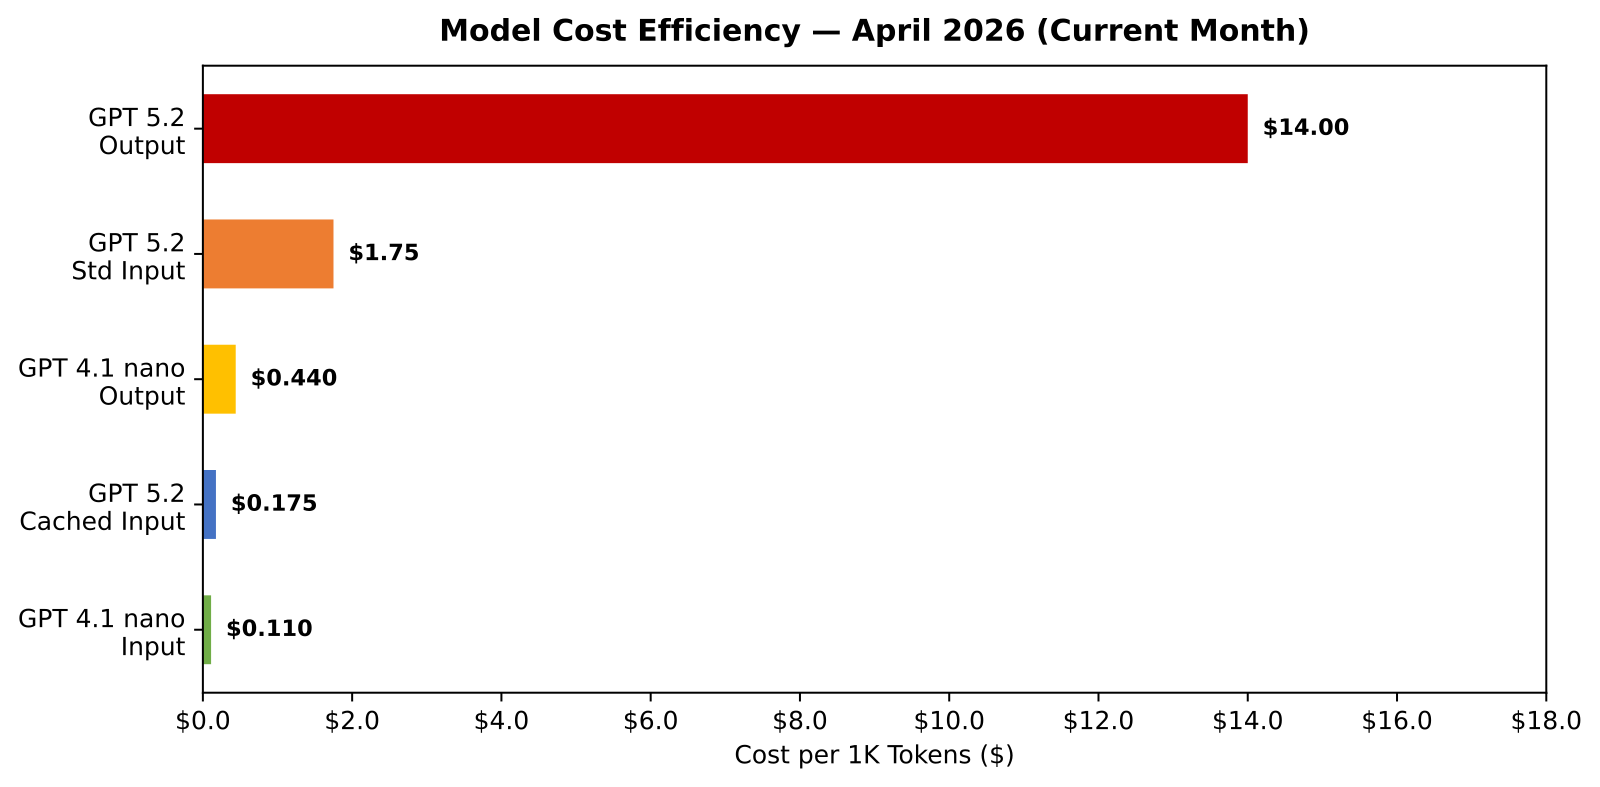 Model Cost Efficiency — April 2026 (Current Month)
GPT 5.2
Output
$14.00
GPT 5.2
Std Input
$1.75
GPT 4.1 nano
Output
$0.440
GPT 5.2
Cached Input
$0.175
GPT 4.1 nano
Input
$0.110
$0.0 $2.0 $4.0 $6.0 $8.0 $10.0 $12.0 $14.0 $16.0 $18.0
Cost per 1K Tokens ($)